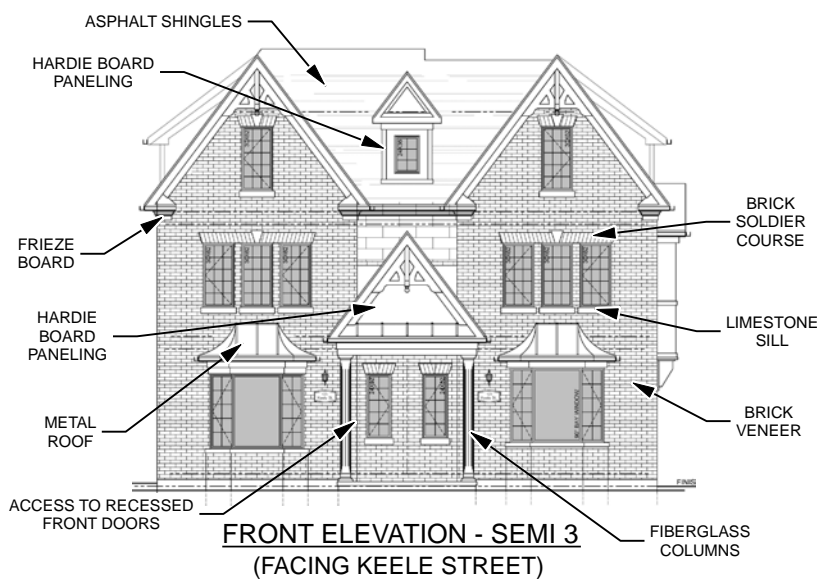 ASPHALT SHINGLES
HARDIE BOARD
PANELING
BRICK
SOLDIER
COURSE
FRIEZE
BOARD
HARDIE
BOARD
PANELING
LIMESTONE
SILL
METAL
ROOF
BRICK
VENEER
ACCESS TO RECESSED
FRONT DOORS
FIBERGLASS
COLUMNS
FINIS
FRONT ELEVATION - SEMI 3
(FACING KEELE STREET)